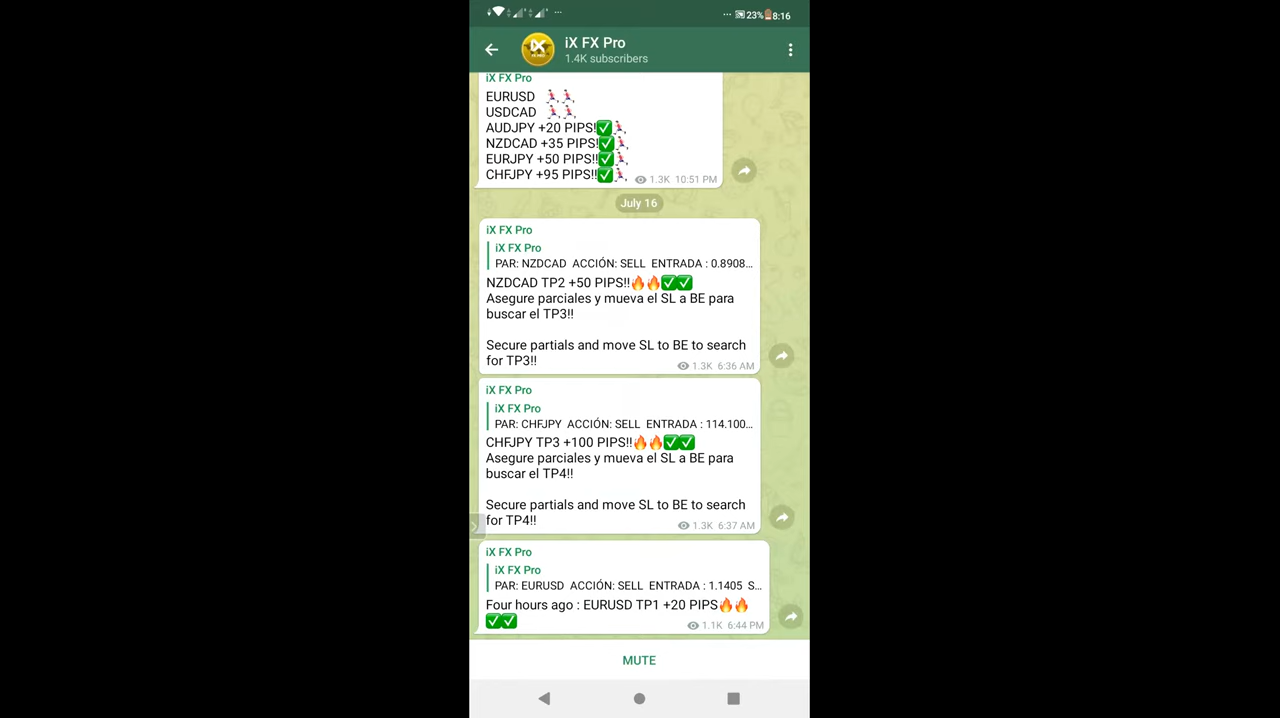 23% 8:16
iX FX Pro
1.4K subscribers
iX FX Pro
EURUSD
USDCAD
AUDJPY +20 PIPS!
NZDCAD +35 PIPS!
EURJPY +50 PIPS!!
CHFJPY +95 PIPS!!
1.3K 10:51 PM
July 16
iX FX Pro
iX FX Pro
PAR: NZDCAD ACCIÓN: SELL ENTRADA : 0.8908...
NZDCAD TP2 +50 PIPS!!🔥🔥✅✅
Asegure parciales y mueva el SL a BE para
buscar el TP3!!
Secure partials and move SL to BE to search
for TP3!!
1.3K 6:36 AM
iX FX Pro
iX FX Pro
PAR: CHFJPY ACCIÓN: SELL ENTRADA : 114.100...
CHFJPY TP3 +100 PIPS!!🔥🔥✅✅
Asegure parciales y mueva el SL a BE para
buscar el TP4!!
Secure partials and move SL to BE to search
for TP4!!
1.3K 6:37 AM
iX FX Pro
iX FX Pro
PAR: EURUSD ACCIÓN: SELL ENTRADA : 1.1405 S...
Four hours ago : EURUSD TP1 +20 PIPS🔥🔥
✅✅
1.1K 6:44 PM
MUTE